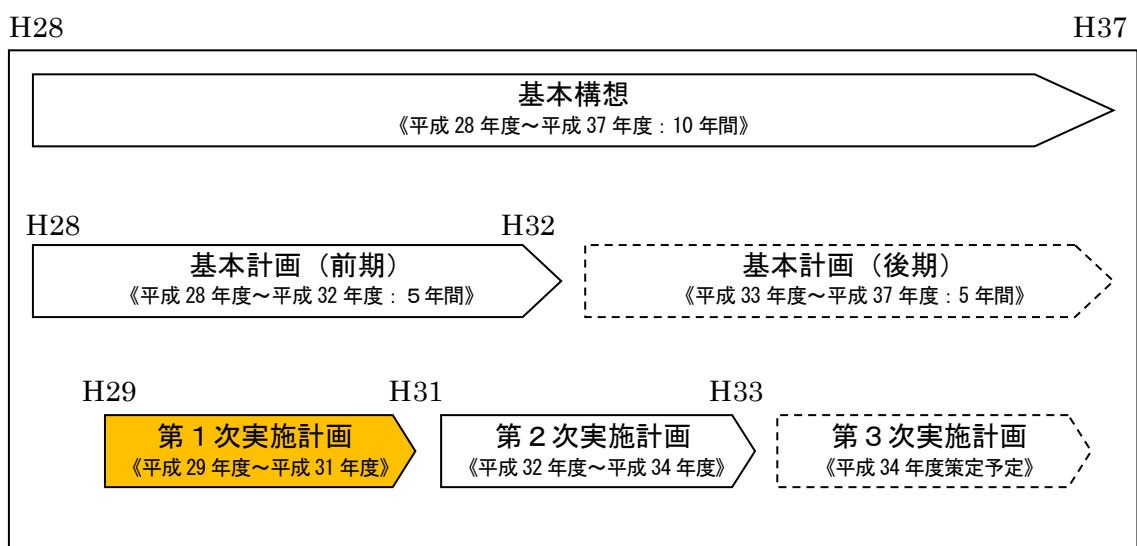 H28 H37
基本構想
《平成 28 年度～平成 37 年度：10 年間》
H28 H32
基本計画（前期） 基本計画（後期）
《平成 28 年度～平成 32 年度：５年間》 《平成 33 年度～平成 37 年度：5 年間》
H29 H31 H33
第１次実施計画 第２次実施計画 第３次実施計画
《平成 29 年度～平成 31 年度》 《平成 32 年度～平成 34 年度》 《平成 34 年度策定予定》